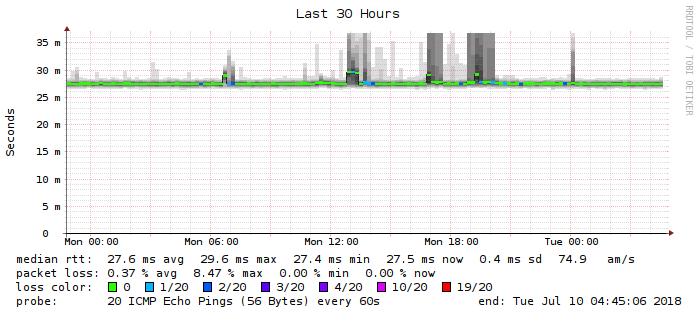 Last 30 Hours
RRDTOOL / TOBI OETIKER
Seconds
35 m
30 m
25 m
20 m
15 m
10 m
5 m
0
Mon 00:00 Mon 06:00 Mon 12:00 Mon 18:00 Tue 00:00
median rtt: 27.6 ms avg 29.6 ms max 27.4 ms min 27.5 ms now 0.4 ms sd 74.9 am/s
packet loss: 0.37 % avg 8.47 % max 0.00 % min 0.00 % now
loss color: 0 1/20 2/20 3/20 4/20 10/20 19/20
probe: 20 ICMP Echo Pings (56 Bytes) every 60s end: Tue Jul 10 04:45:06 2018